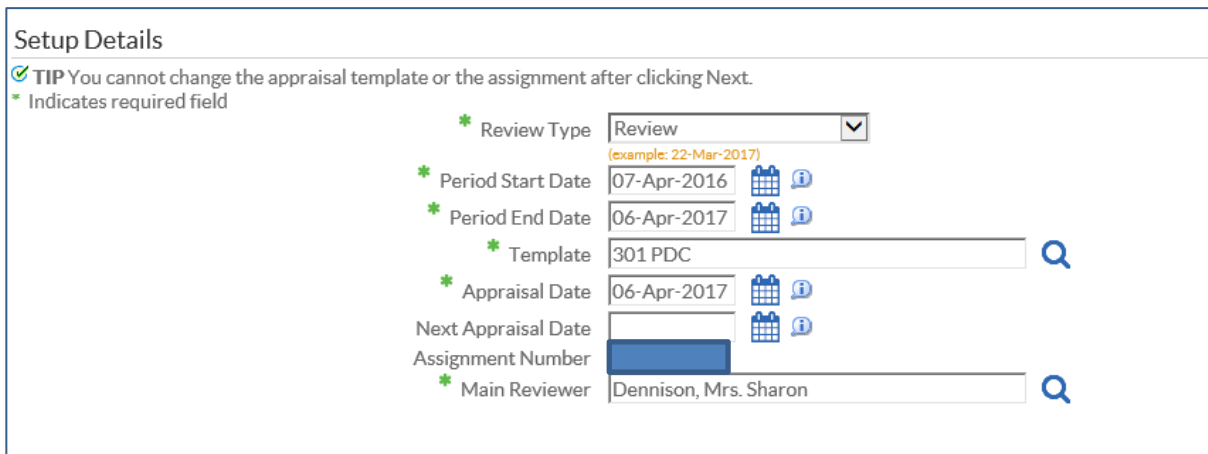 Setup Details
TIP You cannot change the appraisal template or the assignment after clicking Next.
* Indicates required field
* Review Type Review
(example: 22-Mar-2017)
* Period Start Date 07-Apr-2016
* Period End Date 06-Apr-2017
* Template 301 PDC
* Appraisal Date 06-Apr-2017
Next Appraisal Date
Assignment Number
* Main Reviewer Dennison, Mrs. Sharon